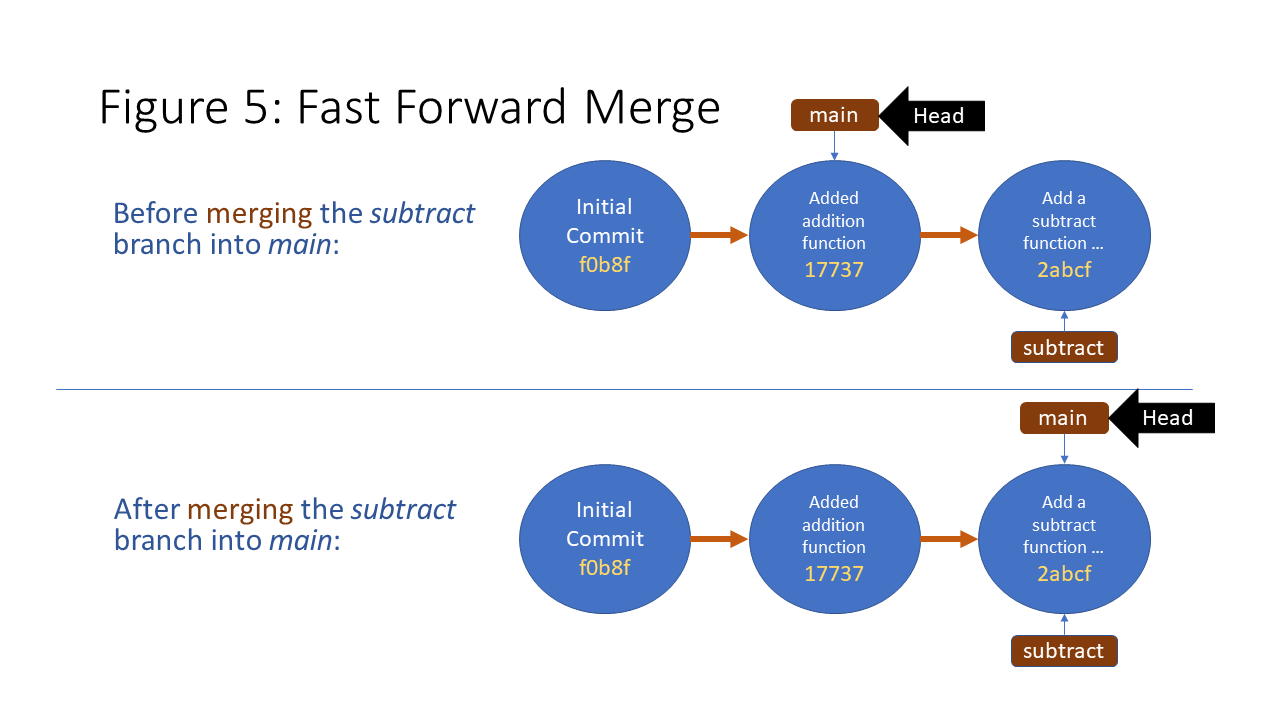 Figure 5: Fast Forward Merge
main
Head
Before merging the subtract
branch into main:
Initial
Commit
f0b8f
Added
addition
function
17737
Add a
subtract
function ...
2abcf
subtract
main
Head
After merging the subtract
branch into main:
Initial
Commit
f0b8f
Added
addition
function
17737
Add a
subtract
function ...
2abcf
subtract